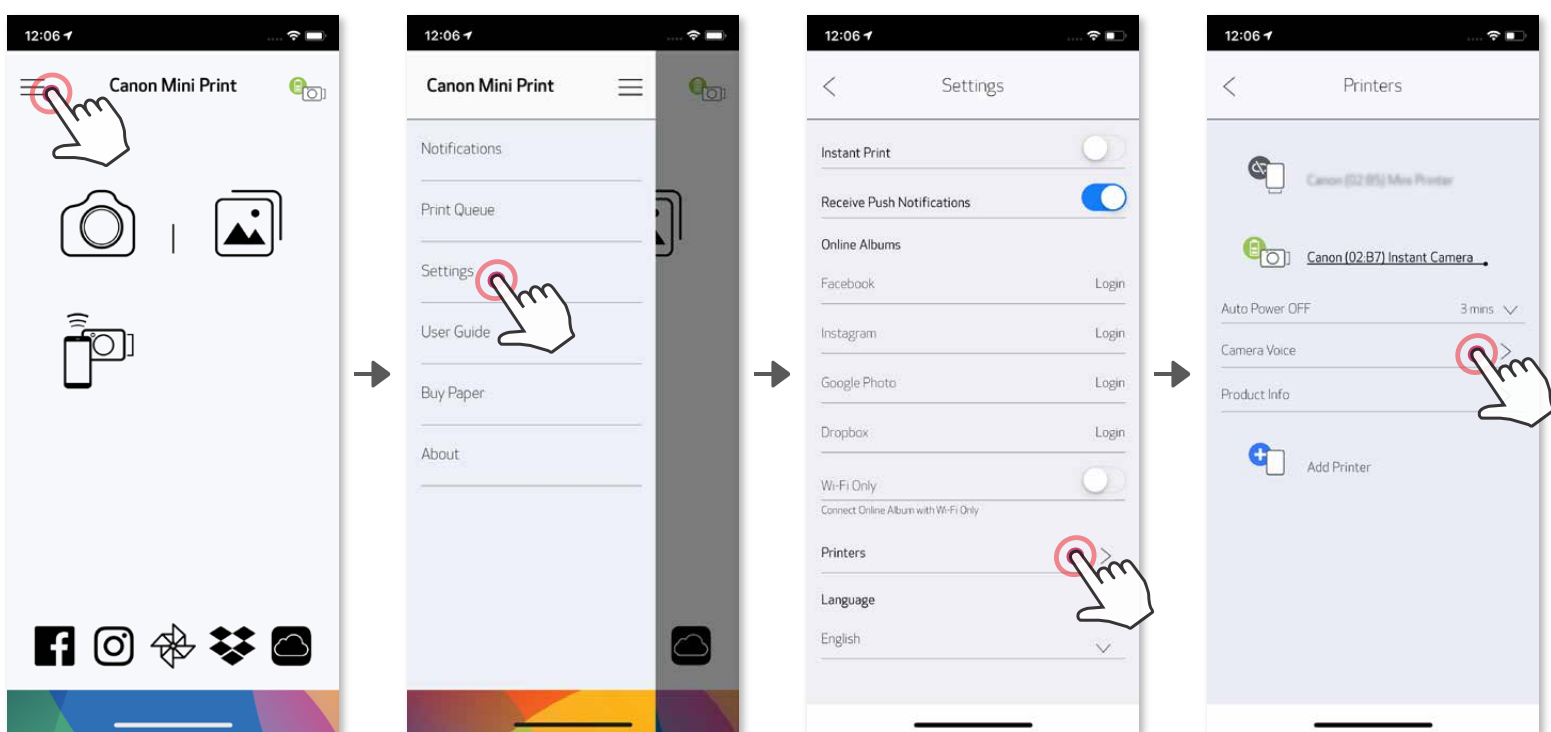 12:06
Canon Mini Print
12:06
Canon Mini Print
Notifications
Print Queue
Settings
User Guide
Buy Paper
About
12:06
Settings
Instant Print
Receive Push Notifications
Online Albums
Facebook Login
Instagram Login
Google Photo Login
Dropbox Login
Wi-Fi Only
Connect Online Album with Wi-Fi Only
Printers
Language
English
12:06
Printers
Canon (02:B7) Instant Camera
Auto Power OFF 3 mins
Camera Voice
Product Info
Add Printer